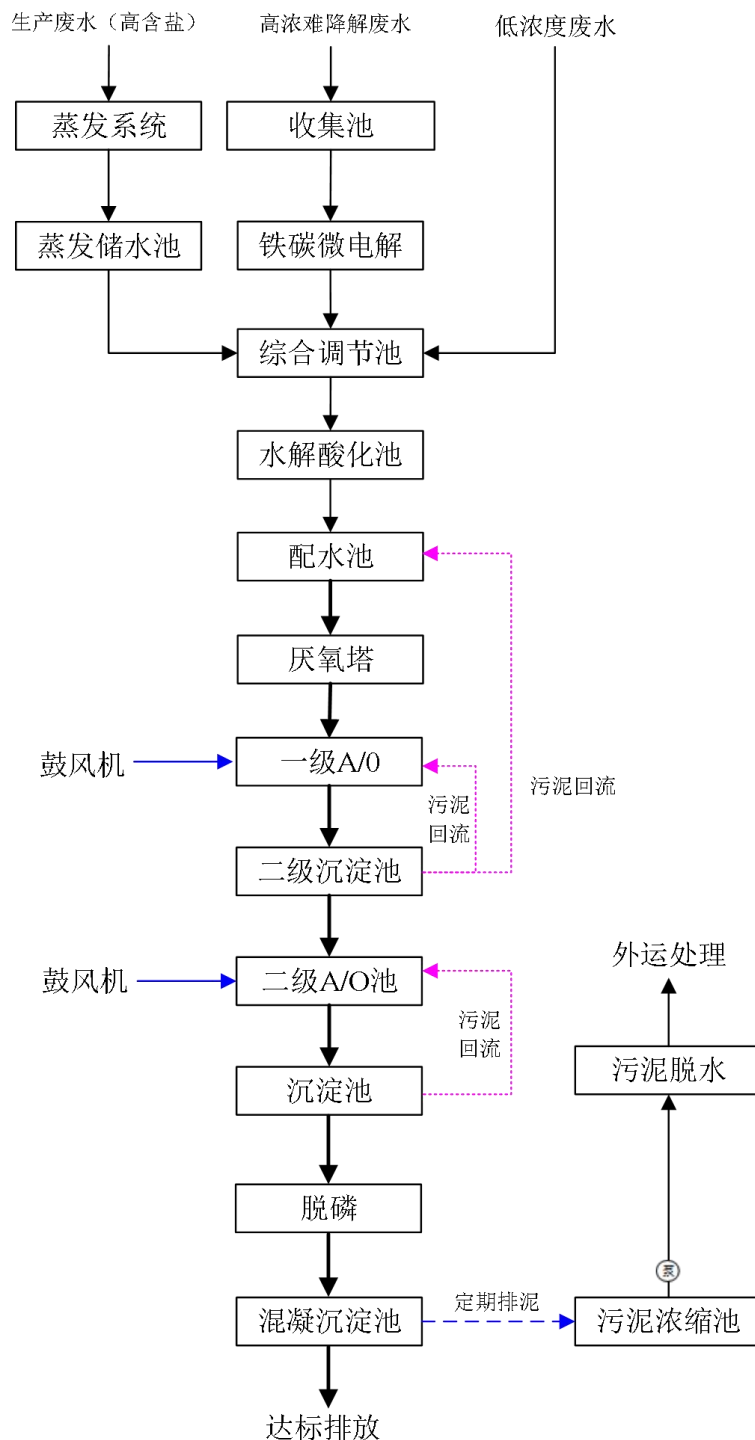 生产废水（高含盐）
高浓难降解废水
低浓度废水
蒸发系统
收集池
蒸发储水池
铁碳微电解
综合调节池
水解酸化池
配水池
厌氧塔
鼓风机
一级A/0
污泥
回流
污泥回流
二级沉淀池
鼓风机
二级A/O池
污泥
回流
外运处理
沉淀池
污泥脱水
脱磷
泵
混凝沉淀池
定期排泥
污泥浓缩池
达标排放